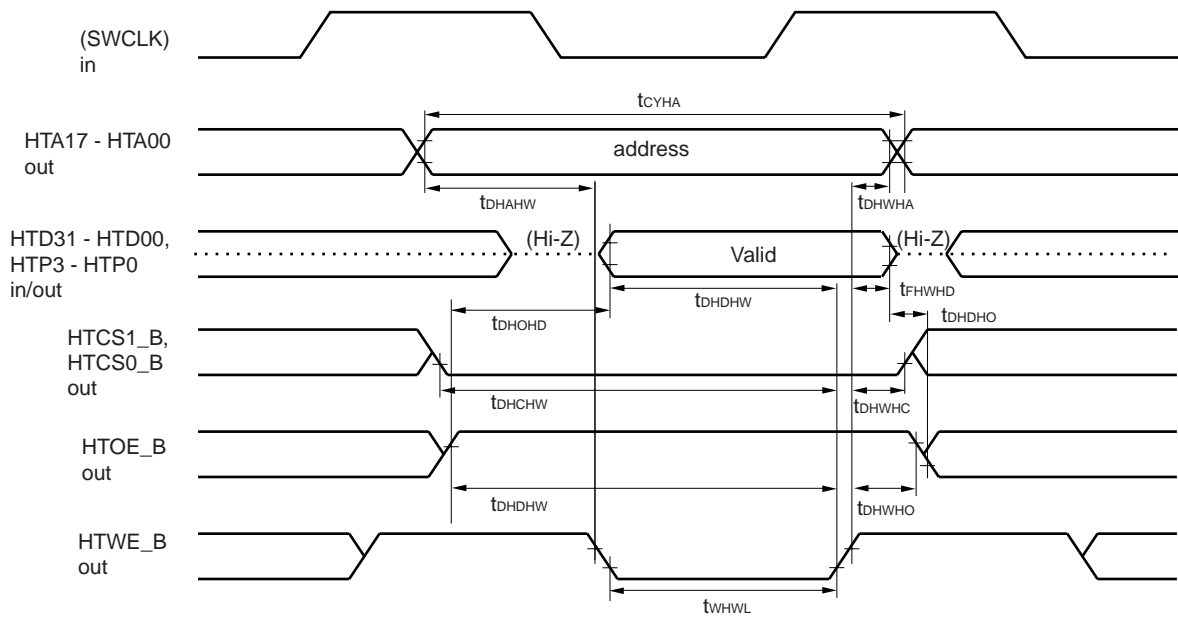 (SWCLK)
in
tCYHA
HTA17 - HTA00
out
address
tDHAHW
tDHWHA
HTD31 - HTD00,
HTP3 - HTP0
in/out
(Hi-Z)
Valid
(Hi-Z)
tDHDHW
tFHWHD
tDHOHD
tDHDHO
HTCS1_B,
HTCS0_B
out
tDHCHW
tDHWHC
HTOE_B
out
tDHDHW
tDHWHO
HTWE_B
out
tWHWL